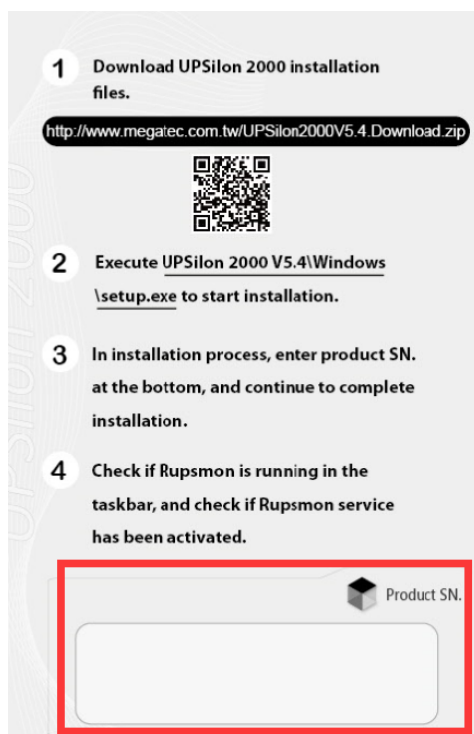 1 Download UPSilon 2000 installation
files.
http://www.megatec.com.tw/UPSilon2000V5.4.Download.zip
2 Execute UPSilon 2000 V5.4\Windows
\setup.exe to start installation.
3 In installation process, enter product SN.
at the bottom, and continue to complete
installation.
4 Check if Rupsmon is running in the
taskbar, and check if Rupsmon service
has been activated.
Product SN.
UPSilon 2000